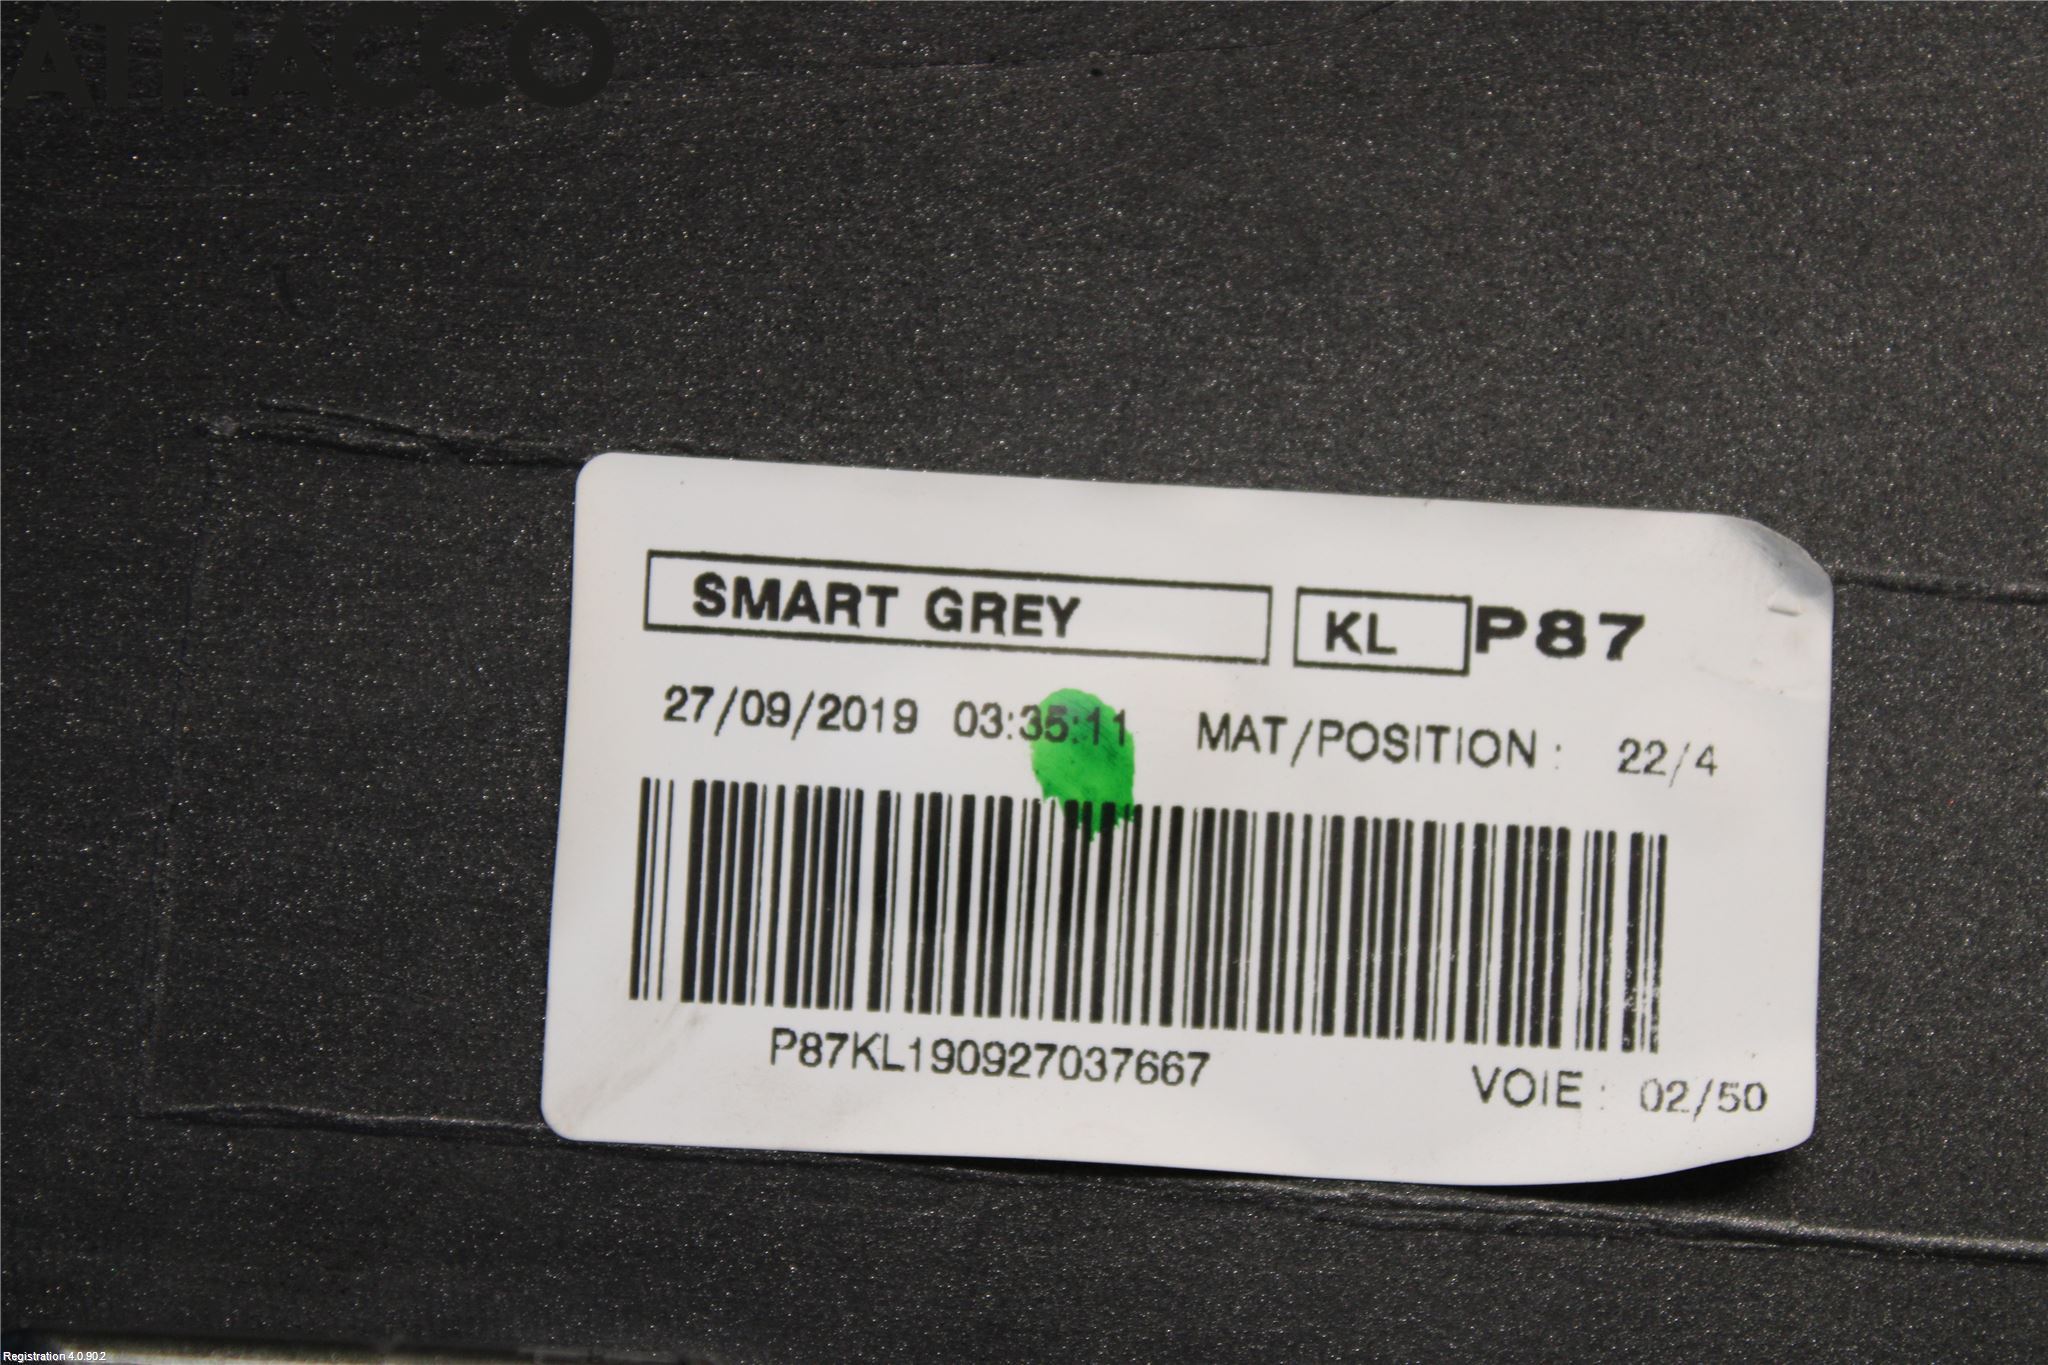 ATRACCO
SMART GREY KL P87
27/09/2019 03:35:11 MAT/POSITION : 22/4
P87KL190927037667
VOIE : 02/50
Registration 4.0.90.2